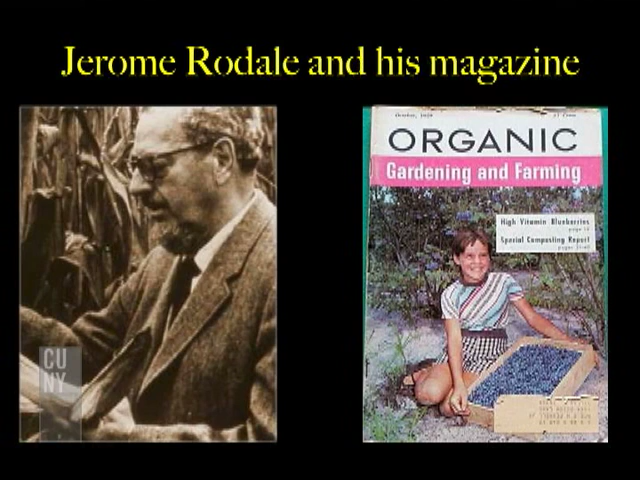 Jerome Rodale and his magazine
ORGANIC
Gardening and Farming
High Vitamin Blueberries
Special Composting Report
CU
NY